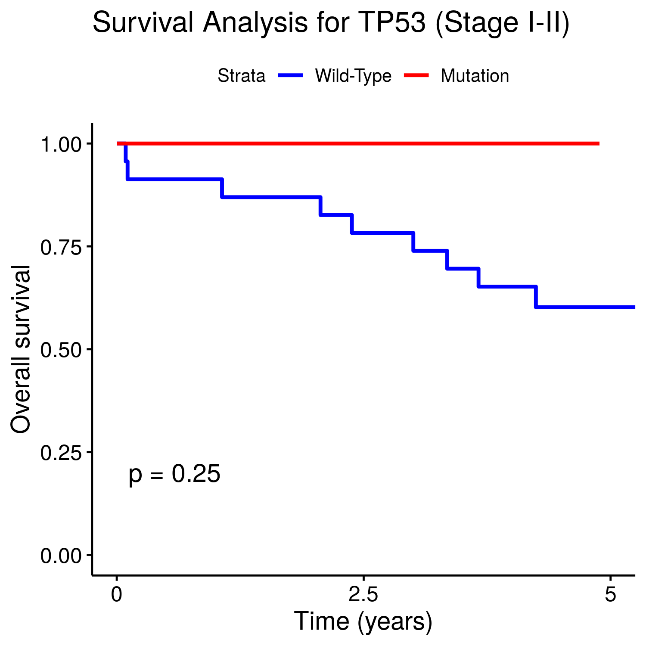 Survival Analysis for TP53 (Stage I-II)
Strata Wild-Type Mutation
1.00
0.75
0.50
0.25
0.00
Overall survival
p = 0.25
0 2.5 5
Time (years)